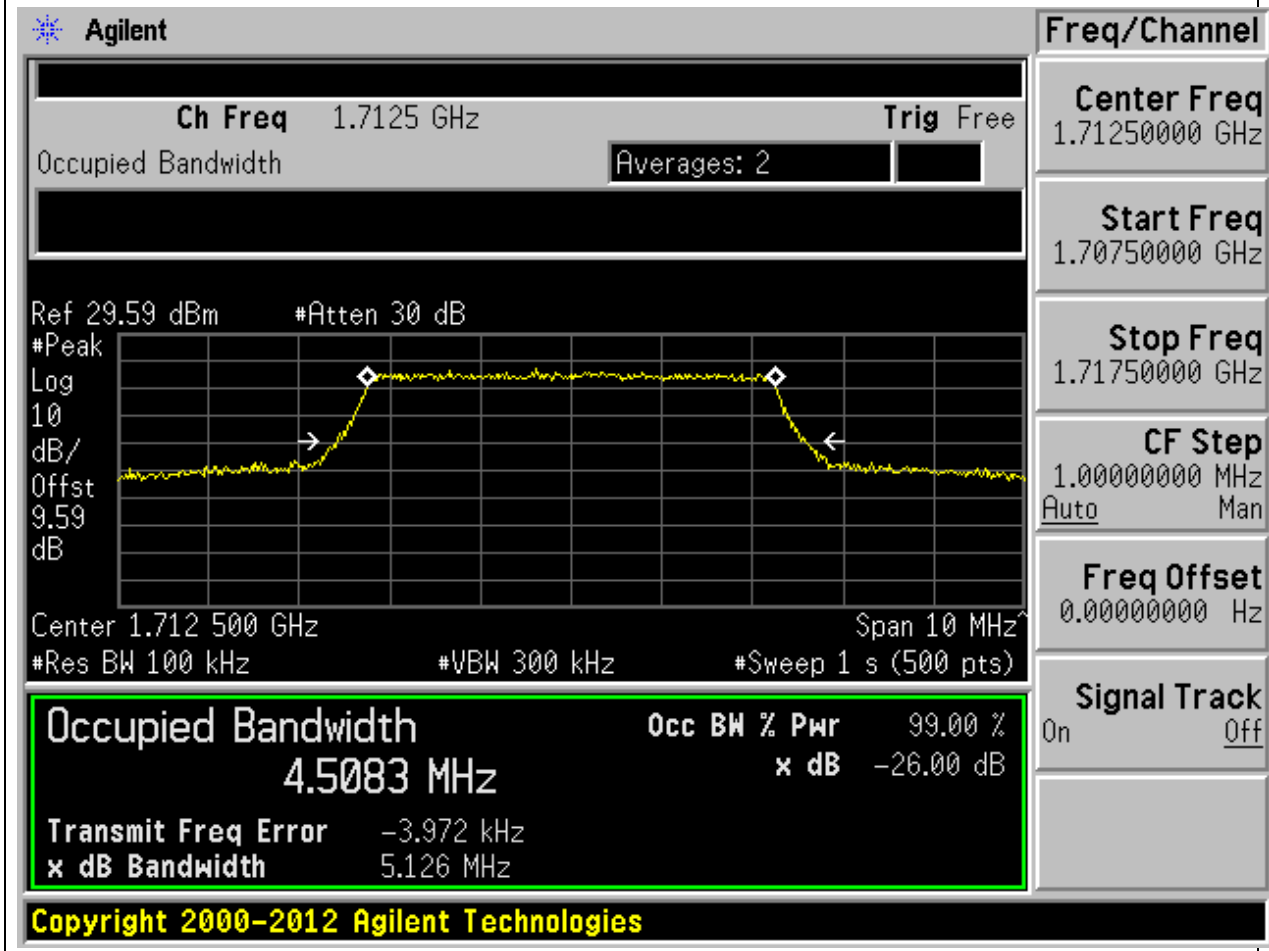 Agilent
Freq/Channel
Ch Freq 1.7125 GHz Trig Free
Occupied Bandwidth Averages: 2
Ref 29.59 dBm #Atten 30 dB
#Peak
Log
10
dB/
Offst
9.59
dB
Center 1.712 500 GHz Span 10 MHz^
#Res BW 100 kHz #VBW 300 kHz #Sweep 1 s (500 pts)
Occupied Bandwidth Occ BW % Pwr 99.00 %
4.5083 MHz x dB -26.00 dB
Transmit Freq Error -3.972 kHz
x dB Bandwidth 5.126 MHz
Copyright 2000-2012 Agilent Technologies
Center Freq
1.71250000 GHz
Start Freq
1.70750000 GHz
Stop Freq
1.71750000 GHz
CF Step
1.00000000 MHz
Auto Man
Freq Offset
0.00000000 Hz
Signal Track
On Off